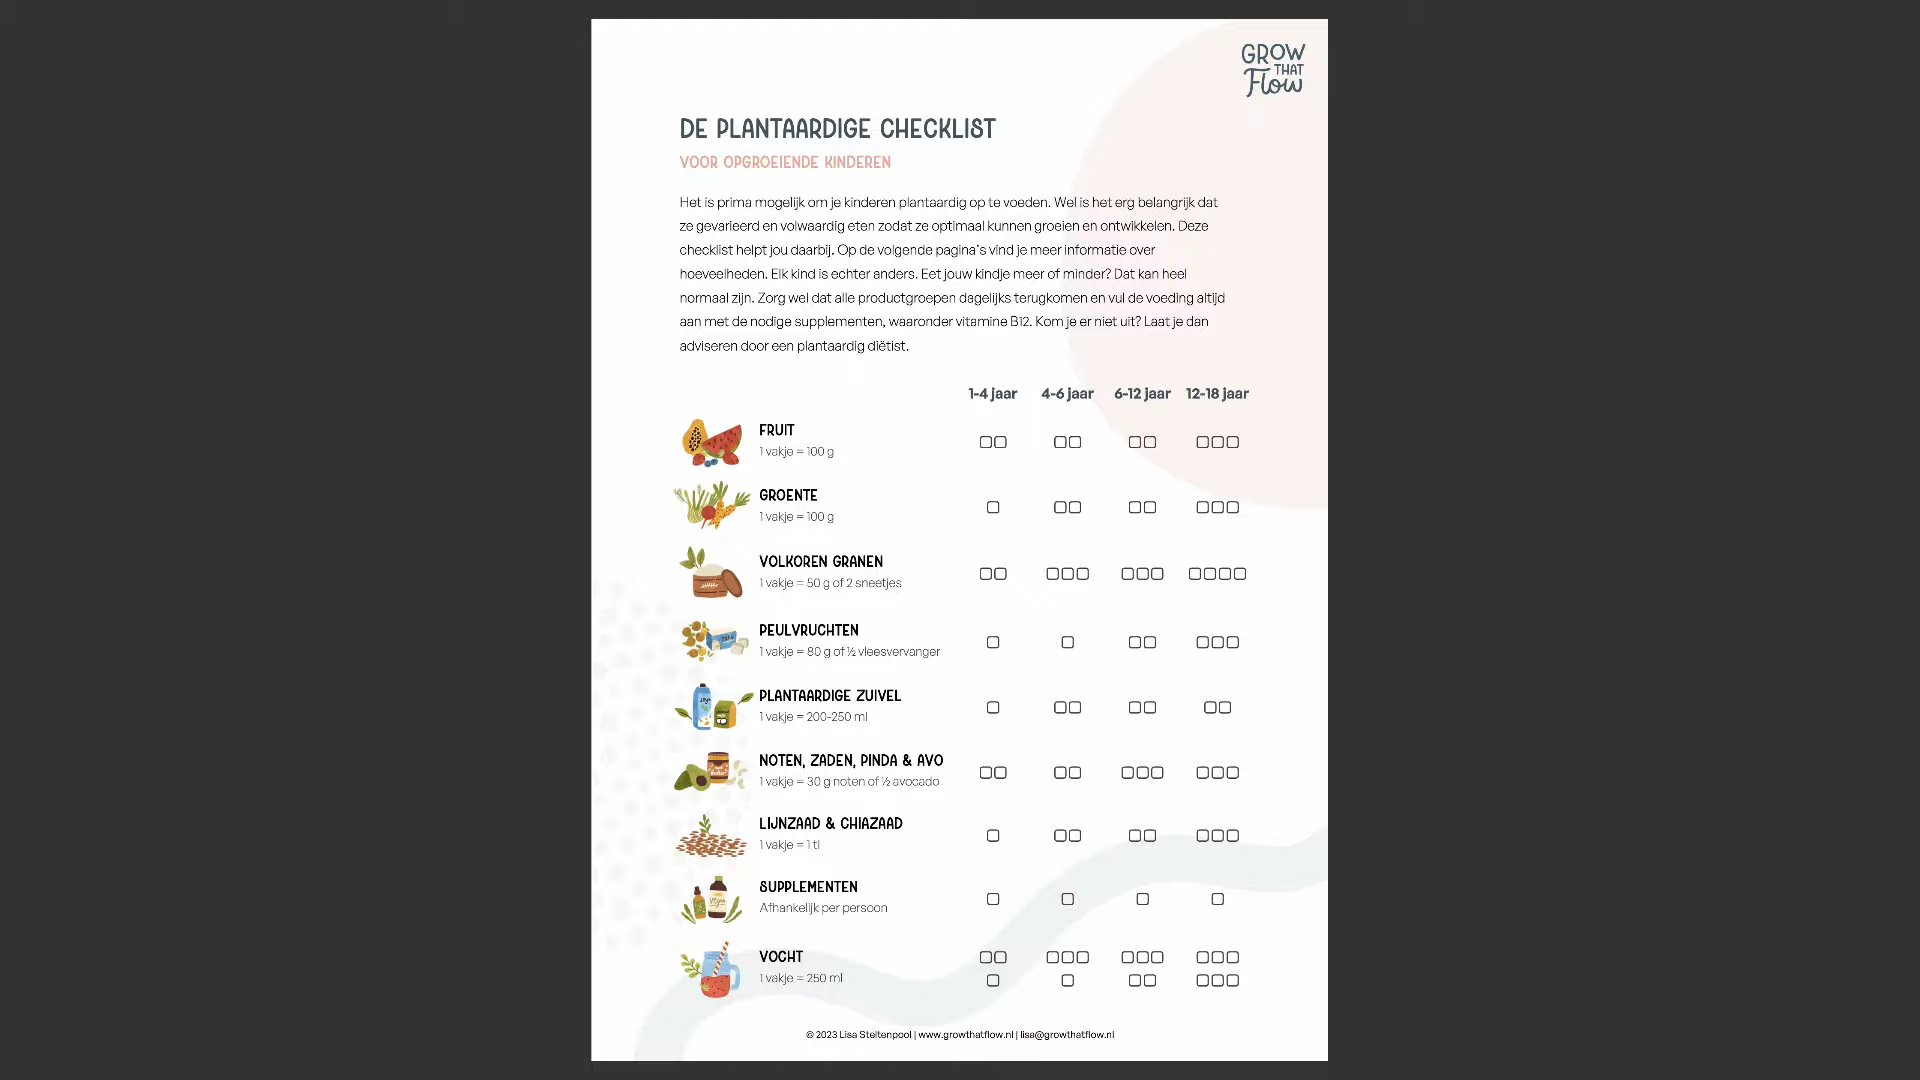 GROW
THAT
Flow
DE PLANTAARDIGE CHECKLIST
VOOR OPGROEIENDE KINDEREN
Het is prima mogelijk om je kinderen plantaardig op te voeden. Wel is het erg belangrijk dat
ze gevarieerd en volwaardig eten zodat ze optimaal kunnen groeien en ontwikkelen. Deze
checklist helpt jou daarbij. Op de volgende pagina's vind je meer informatie over
hoeveelheden. Elk kind is echter anders. Eet jouw kindje meer of minder? Dat kan heel
normaal zijn. Zorg wel dat alle productgroepen dagelijks terugkomen en vul de voeding altijd
aan met de nodige supplementen, waaronder vitamine B12. Kom je er niet uit? Laat je dan
adviseren door een plantaardig diëtist.
1-4 jaar 4-6 jaar 6-12 jaar 12-18 jaar
FRUIT
1 vakje = 100 g
GROENTE
1 vakje = 100 g
VOLKOREN GRANEN
1 vakje = 50 g of 2 sneetjes
PEULVRUCHTEN
1 vakje = 80 g of ½ vleesvervanger
PLANTAARDIGE ZUIVEL
1 vakje = 200-250 ml
NOTEN, ZADEN, PINDA & AVO
1 vakje = 30 g noten of ½ avocado
LIJNZAAD & CHIAZAAD
1 vakje = 1 tl
SUPPLEMENTEN
Afhankelijk per persoon
VOCHT
1 vakje = 250 ml
© 2023 Lisa Steltenpool | www.growthatflow.nl | lisa@growthatflow.nl